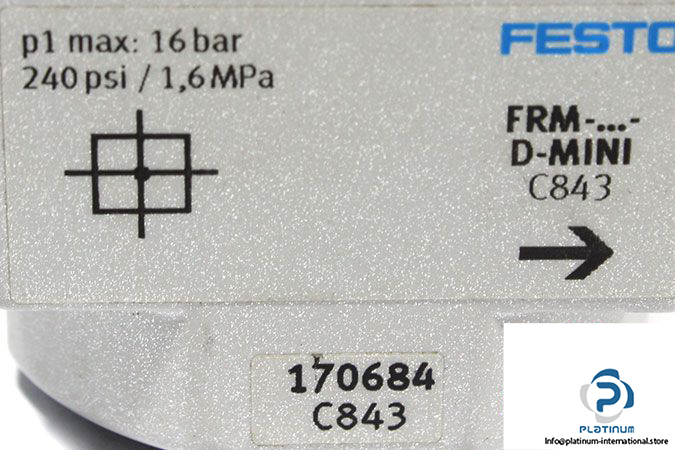 p1 max: 16 bar
240 psi / 1,6 MPa
FESTO
FRM-...-
D-MINI
C843
170684
C843
PLATINUM
Info@platinum-international.store